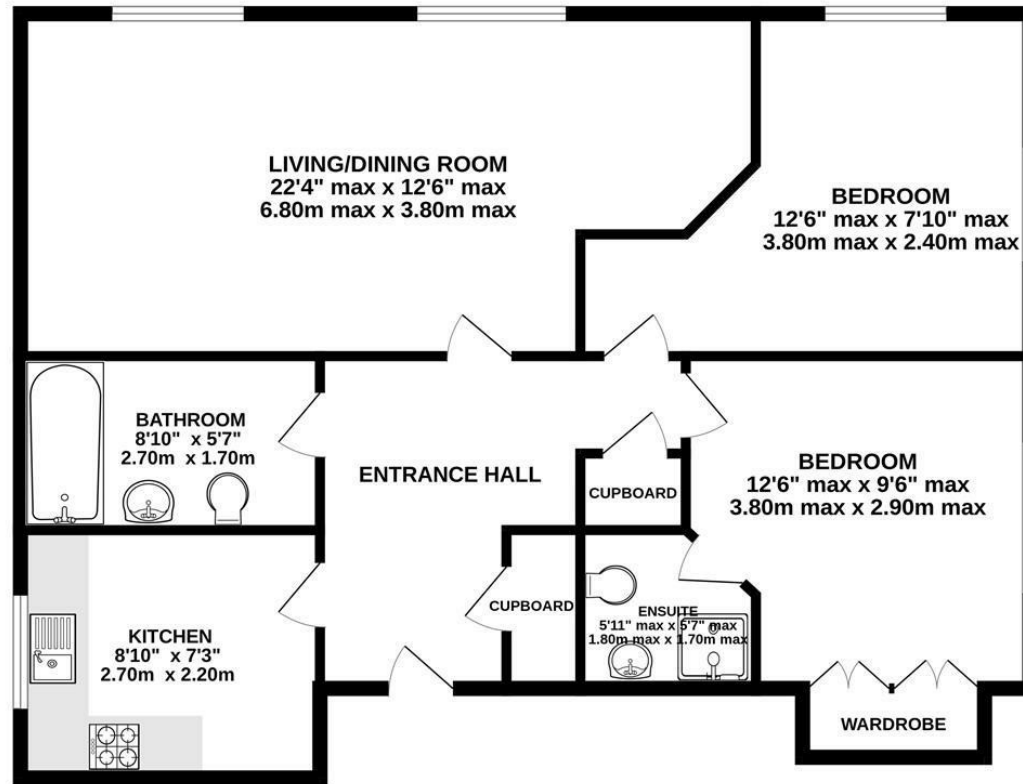 LIVING/DINING ROOM
22'4" max x 12'6" max
6.80m max x 3.80m max
BEDROOM
12'6" max x 7'10" max
3.80m max x 2.40m max
BATHROOM
8'10" x 5'7"
2.70m x 1.70m
ENTRANCE HALL
CUPBOARD
BEDROOM
12'6" max x 9'6" max
3.80m max x 2.90m max
KITCHEN
8'10" x 7'3"
2.70m x 2.20m
CUPBOARD
ENSUITE
5'11" max x 5'7" max
1.80m max x 1.70m max
WARDROBE